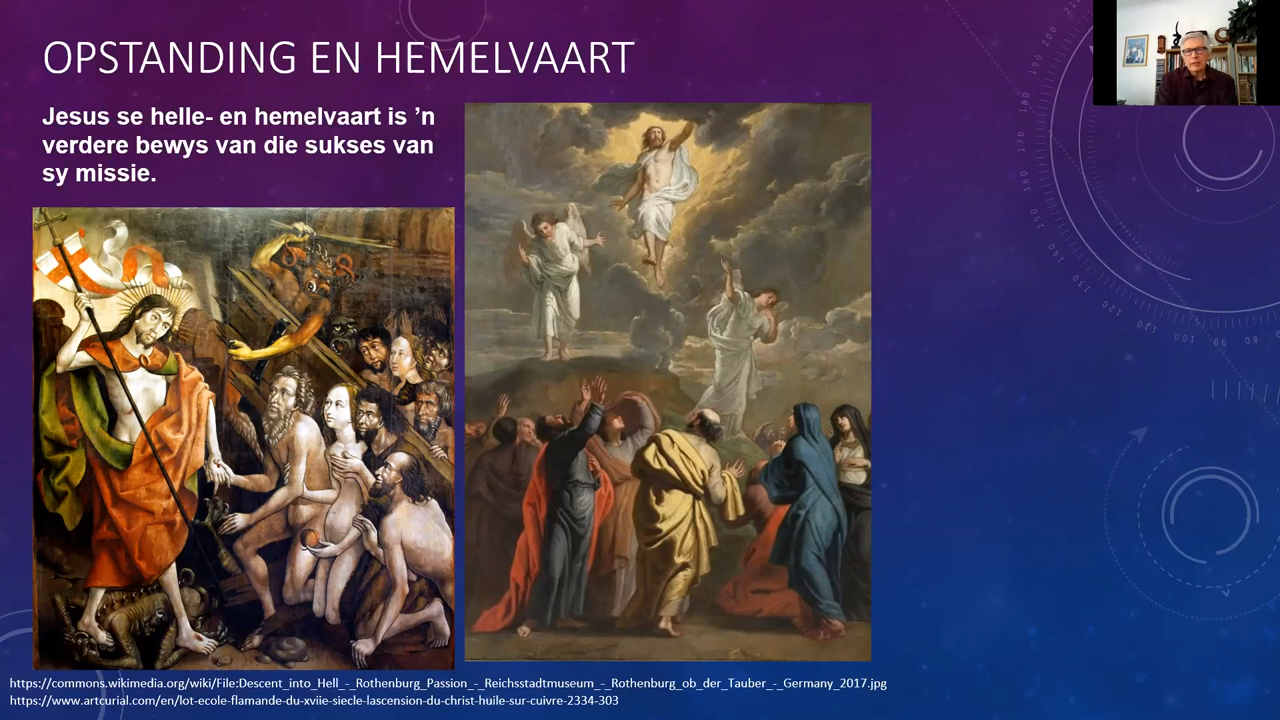 OPSTANDING EN HEMELVAART
Jesus se helle- en hemelvaart is ’n
verdere bewys van die sukses van
sy missie.
https://commons.wikimedia.org/wiki/File:Descent_into_Hell_-_Rothenburg_Passion_-_Reichsstadtmuseum_-_Rothenburg_ob_der_Tauber_-_Germany_2017.jpg
https://www.artcurial.com/en/lot-ecole-flamande-du-xviie-siecle-lascension-du-christ-huile-sur-cuivre-2334-303